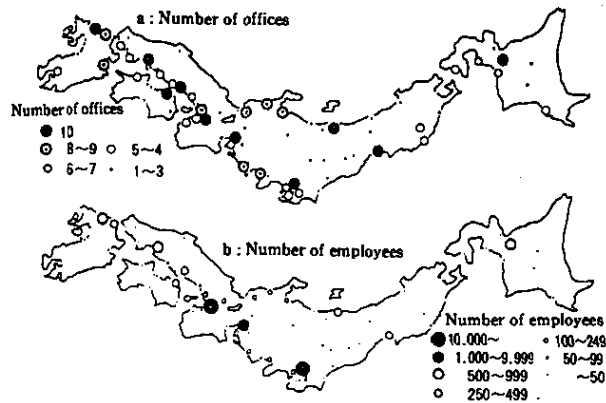 a : Number of offices
Number of offices
10
8~9 5~4
6~7 1~3
b : Number of employees
Number of employees
10.000~ 100~249
1.000~9.999 50~99
500~999 ~50
250~499